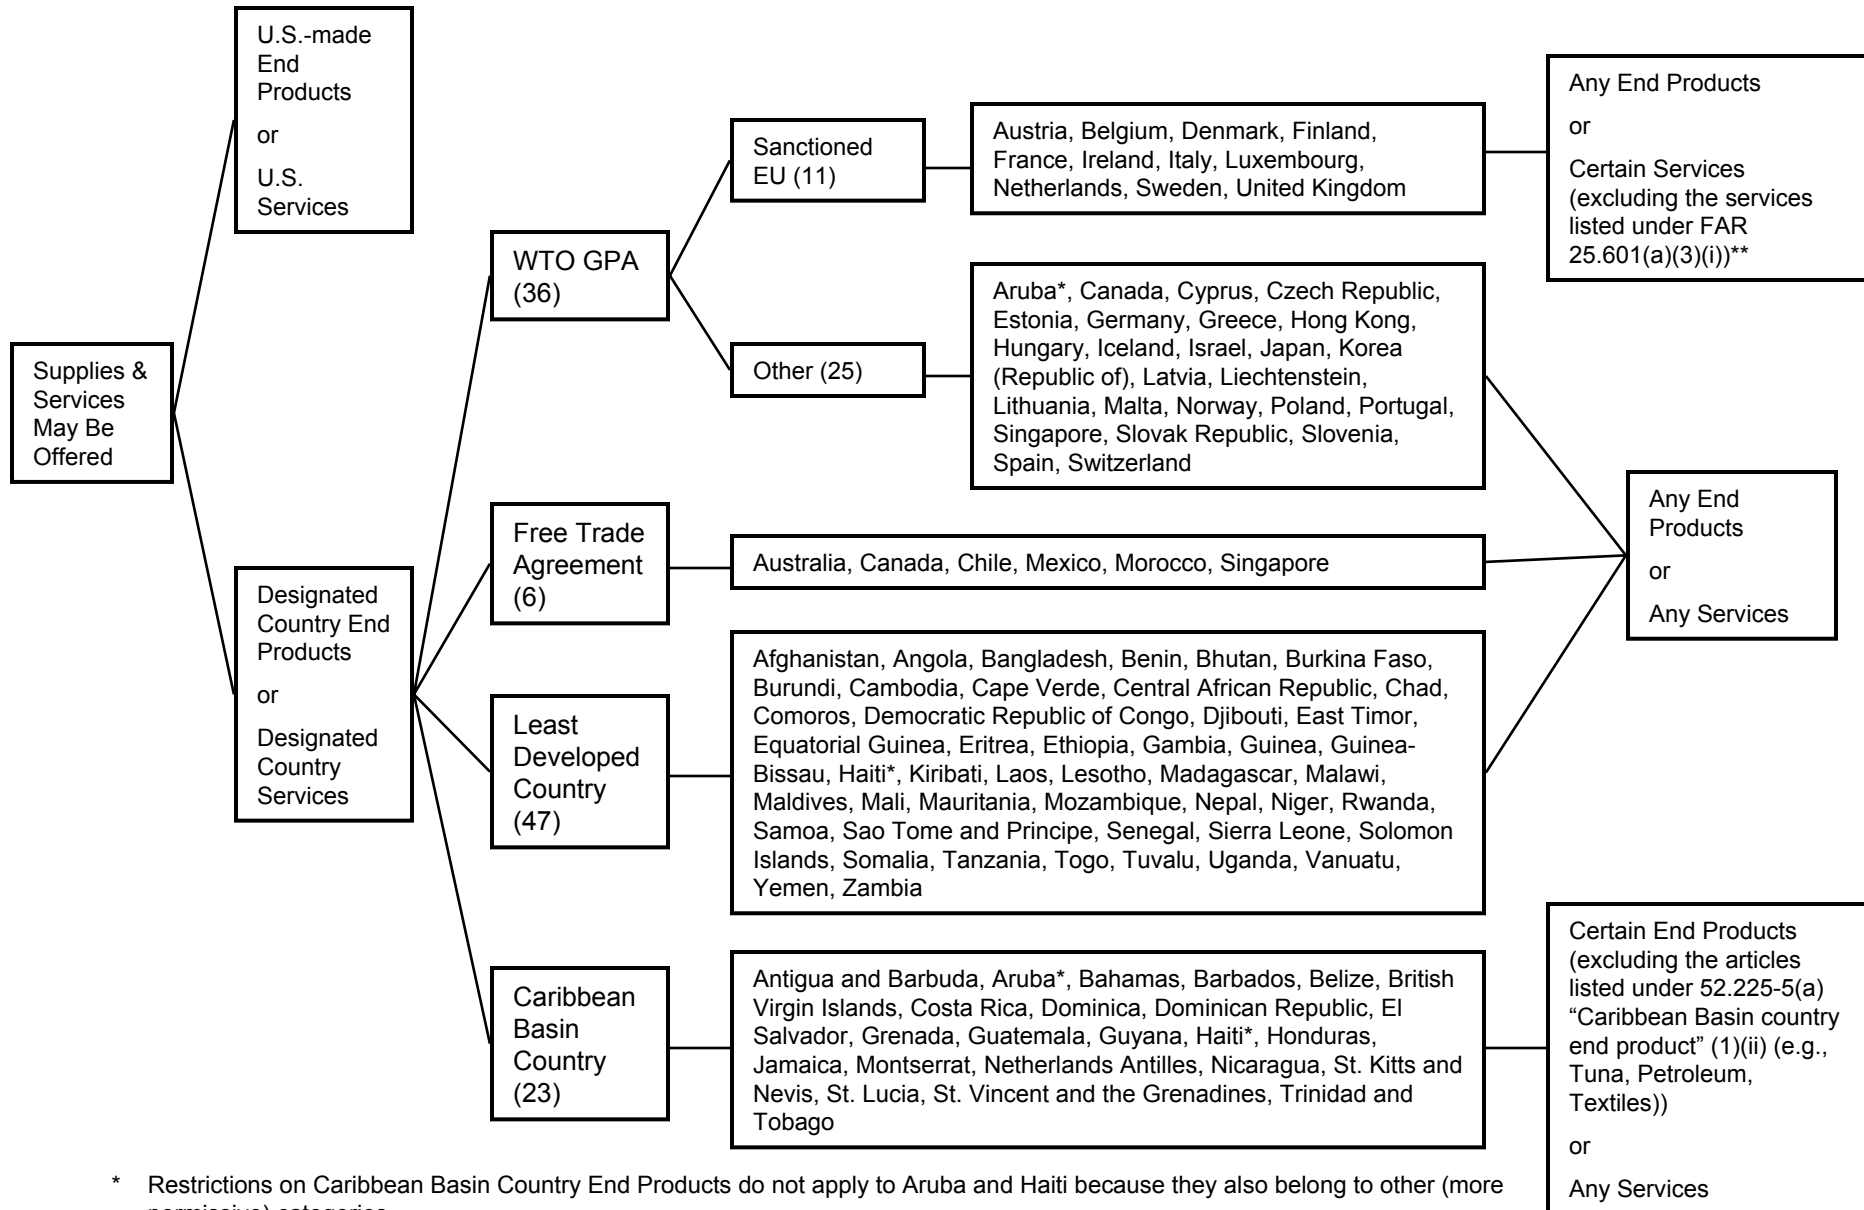 U.S.-made
End
Products
or
U.S.
Services
Supplies &
Services
May Be
Offered
Designated
Country End
Products
or
Designated
Country
Services
WTO GPA
(36)
Sanctioned
EU (11)
Austria, Belgium, Denmark, Finland,
France, Ireland, Italy, Luxembourg,
Netherlands, Sweden, United Kingdom
Any End Products
or
Certain Services
(excluding the services
listed under FAR
25.601(a)(3)(i))**
Other (25)
Aruba*, Canada, Cyprus, Czech Republic,
Estonia, Germany, Greece, Hong Kong,
Hungary, Iceland, Israel, Japan, Korea
(Republic of), Latvia, Liechtenstein,
Lithuania, Malta, Norway, Poland, Portugal,
Singapore, Slovak Republic, Slovenia,
Spain, Switzerland
Free Trade
Agreement
(6)
Australia, Canada, Chile, Mexico, Morocco, Singapore
Any End
Products
or
Any Services
Least
Developed
Country
(47)
Afghanistan, Angola, Bangladesh, Benin, Bhutan, Burkina Faso,
Burundi, Cambodia, Cape Verde, Central African Republic, Chad,
Comoros, Democratic Republic of Congo, Djibouti, East Timor,
Equatorial Guinea, Eritrea, Ethiopia, Gambia, Guinea, Guinea-
Bissau, Haiti*, Kiribati, Laos, Lesotho, Madagascar, Malawi,
Maldives, Mali, Mauritania, Mozambique, Nepal, Niger, Rwanda,
Samoa, Sao Tome and Principe, Senegal, Sierra Leone, Solomon
Islands, Somalia, Tanzania, Togo, Tuvalu, Uganda, Vanuatu,
Yemen, Zambia
Caribbean
Basin
Country
(23)
Antigua and Barbuda, Aruba*, Bahamas, Barbados, Belize, British
Virgin Islands, Costa Rica, Dominica, Dominican Republic, El
Salvador, Grenada, Guatemala, Guyana, Haiti*, Honduras,
Jamaica, Montserrat, Netherlands Antilles, Nicaragua, St. Kitts and
Nevis, St. Lucia, St. Vincent and the Grenadines, Trinidad and
Tobago
Certain End Products
(excluding the articles
listed under 52.225-5(a)
“Caribbean Basin country
end product” (1)(ii) (e.g.,
Tuna, Petroleum,
Textiles))
or
Any Services
* Restrictions on Caribbean Basin Country End Products do not apply to Aruba and Haiti because they also belong to other (more